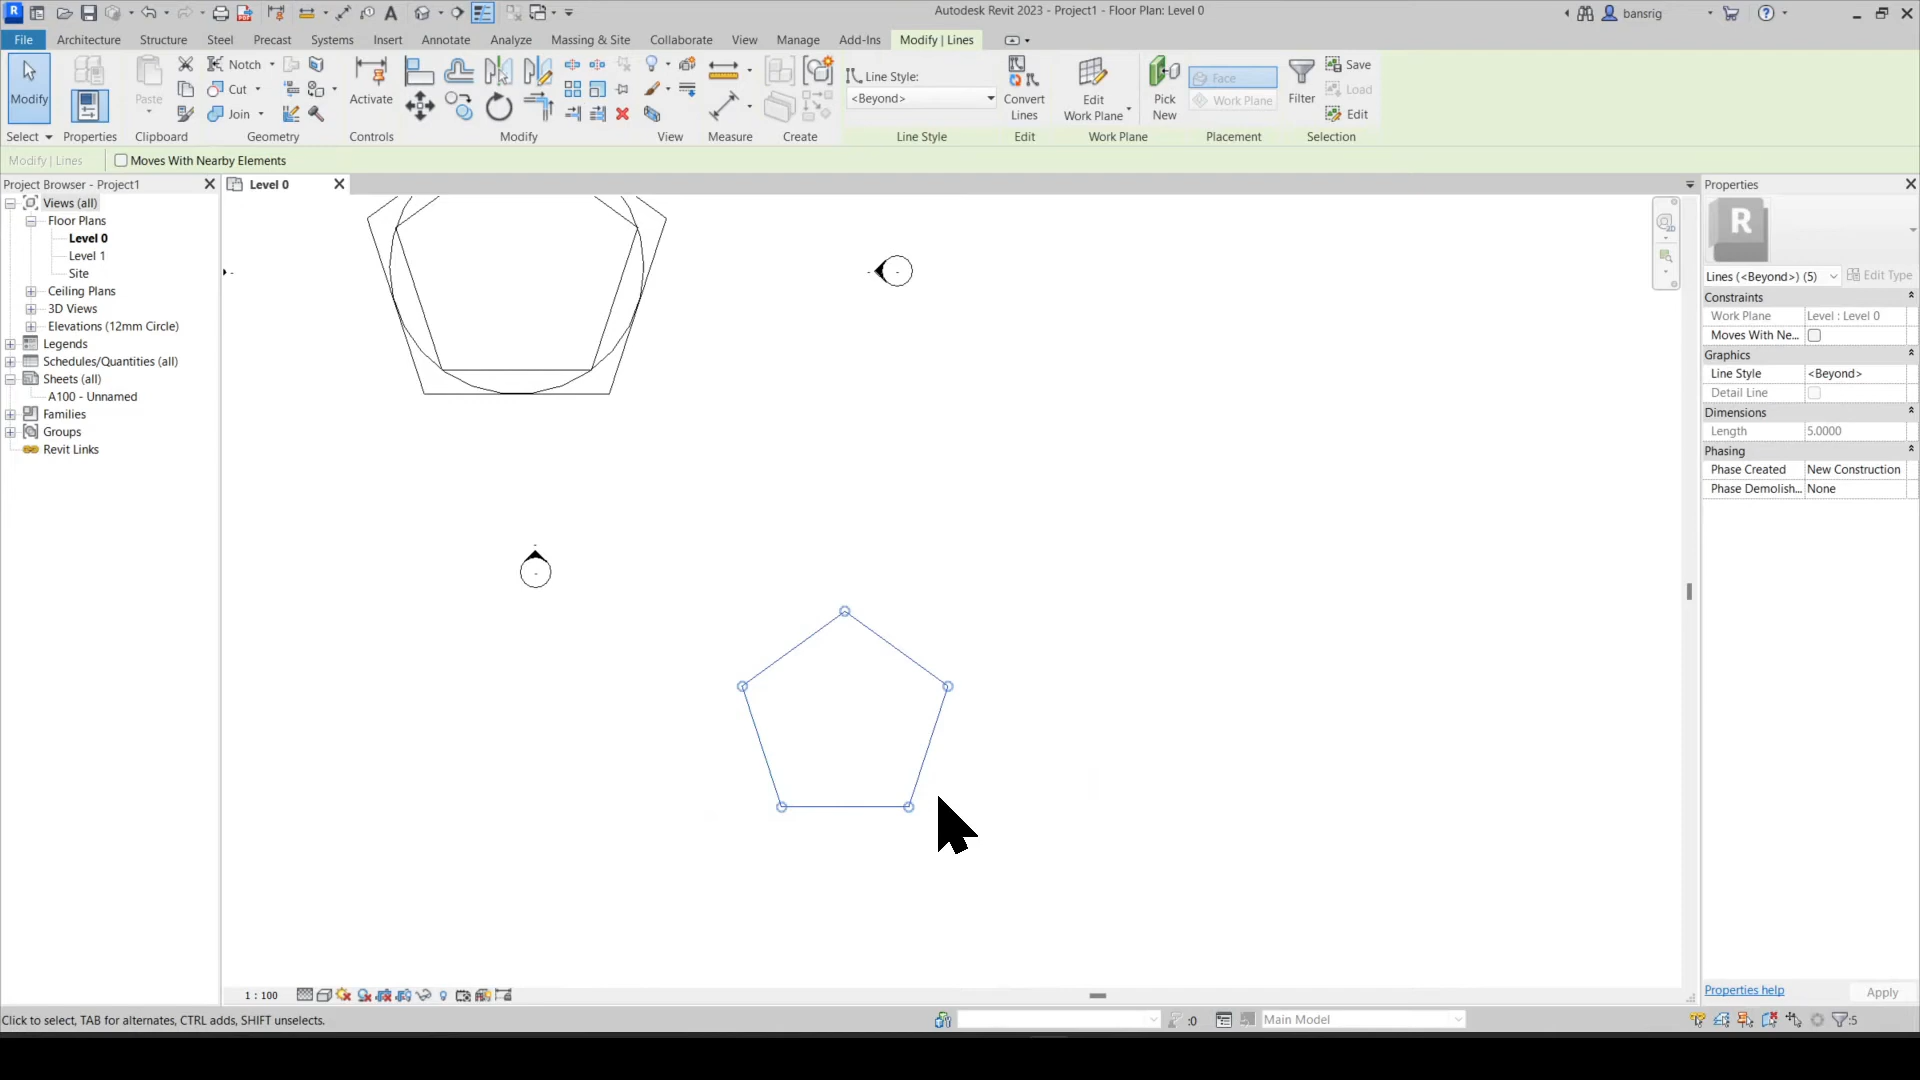 Autodesk Revit 2023 - Project1 - Floor Plan: Level 0
bansrig
File
Architecture
Structure
Steel
Precast
Systems
Insert
Annotate
Analyze
Massing & Site
Collaborate
View
Manage
Add-Ins
Modify | Lines
Modify
Paste
Notch
Cut
Join
Activate
Line Style:
<Beyond>
Convert
Lines
Edit
Work Plane
Pick
New
Face
Work Plane
Filter
Save
Load
Edit
Select
Properties
Clipboard
Geometry
Controls
Modify
View
Measure
Create
Line Style
Edit
Work Plane
Placement
Selection
Modify | Lines
Moves With Nearby Elements
Project Browser - Project1
Views (all)
Floor Plans
Level 0
Level 1
Site
Ceiling Plans
3D Views
Elevations (12mm Circle)
Legends
Schedules/Quantities (all)
Sheets (all)
A100 - Unnamed
Families
Groups
Revit Links
Level 0
Properties
R
Lines (<Beyond>) (5)
Edit Type
Constraints
Work Plane
Level : Level 0
Moves With Ne...
Graphics
Line Style
<Beyond>
Detail Line
Dimensions
Length
5.0000
Phasing
Phase Created
New Construction
Phase Demolish...
None
Properties help
Apply
1 : 100
Click to select, TAB for alternates, CTRL adds, SHIFT unselects.
:0
Main Model
:5